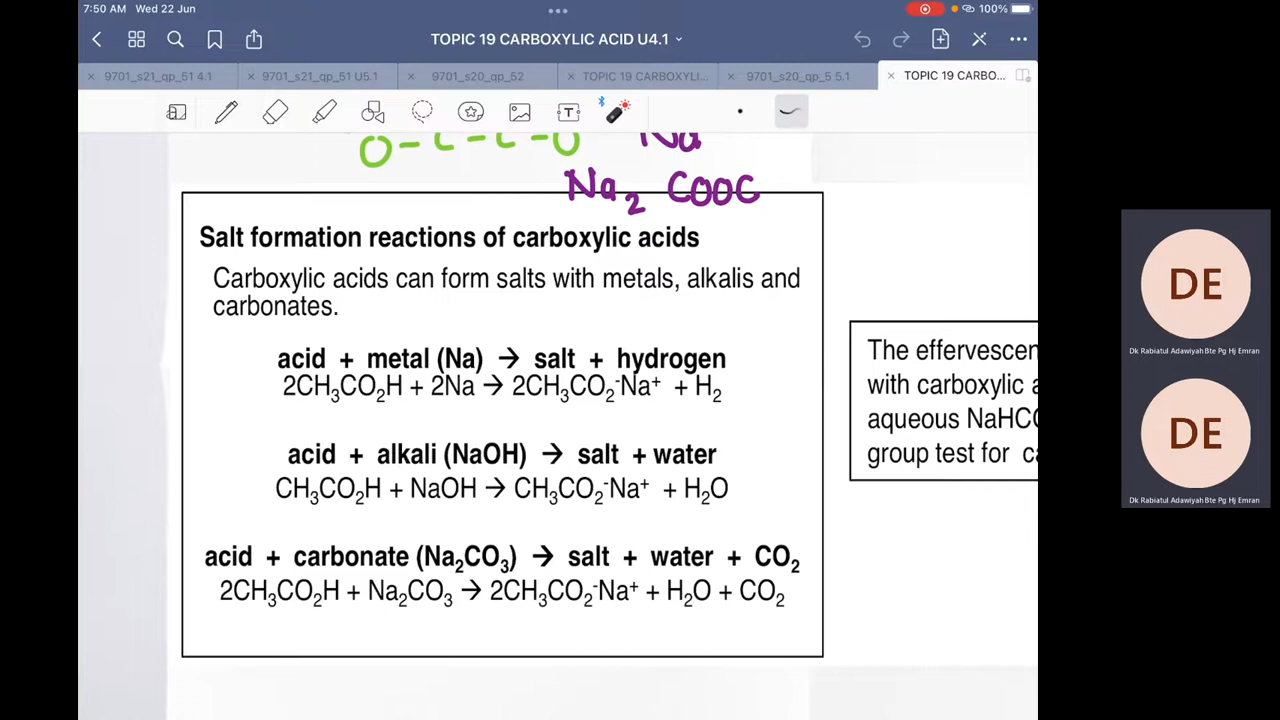 7:50 AM Wed 22 Jun
100%
TOPIC 19 CARBOXYLIC ACID U4.1
9701_s21_qp_51 4.1
9701_s21_qp_51 U5.1
9701_s20_qp_52
TOPIC 19 CARBOXYLI...
9701_s20_qp_5 5.1
TOPIC 19 CARBO...
O - C - C - O Na
Na₂ COOC
Salt formation reactions of carboxylic acids
Carboxylic acids can form salts with metals, alkalis and
carbonates.
acid + metal (Na) → salt + hydrogen
2CH₃CO₂H + 2Na → 2CH₃CO₂⁻Na⁺ + H₂
acid + alkali (NaOH) → salt + water
CH₃CO₂H + NaOH → CH₃CO₂⁻Na⁺ + H₂O
acid + carbonate (Na₂CO₃) → salt + water + CO₂
2CH₃CO₂H + Na₂CO₃ → 2CH₃CO₂⁻Na⁺ + H₂O + CO₂
The effervescen
with carboxylic a
aqueous NaHCO
group test for ca
DE
Dk Rabiatul Adawiyah Bte Pg Hj Emran
DE
Dk Rabiatul Adawiyah Bte Pg Hj Emran